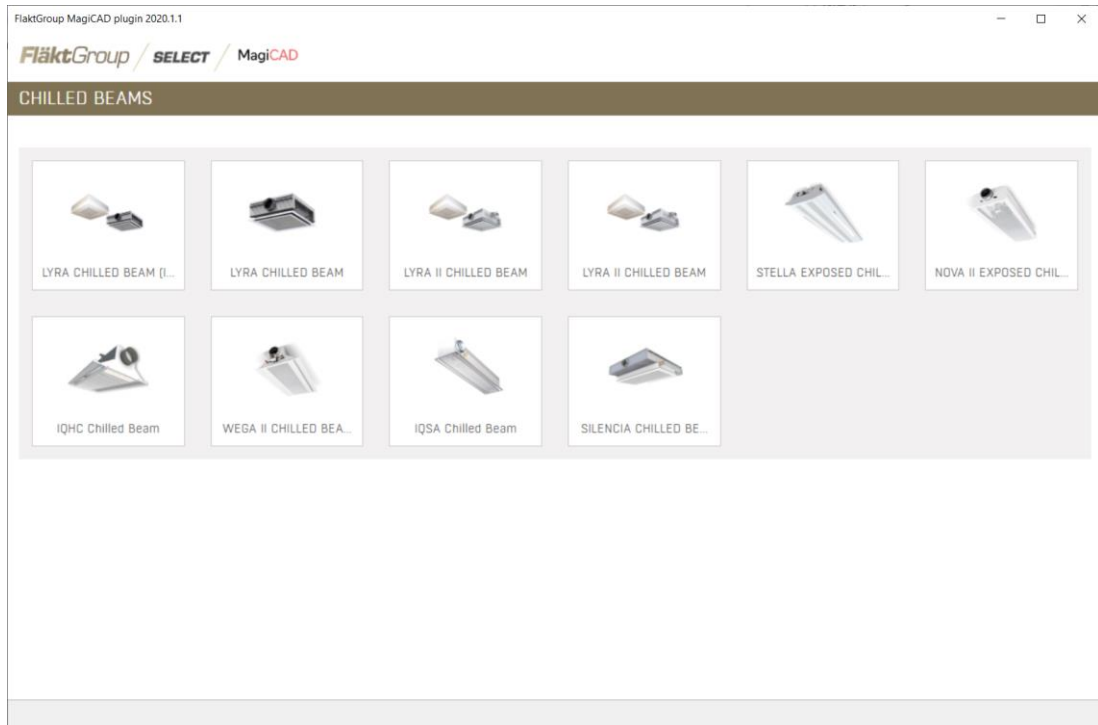 FlaktGroup MagiCAD plugin 2020.1.1
FläktGroup / SELECT / MagiCAD
CHILLED BEAMS
LYRA CHILLED BEAM (I...
LYRA CHILLED BEAM
LYRA II CHILLED BEAM
LYRA II CHILLED BEAM
STELLA EXPOSED CHIL...
NOVA II EXPOSED CHIL...
IQHC Chilled Beam
WEGA II CHILLED BEA...
IQSA Chilled Beam
SILENCIA CHILLED BE...